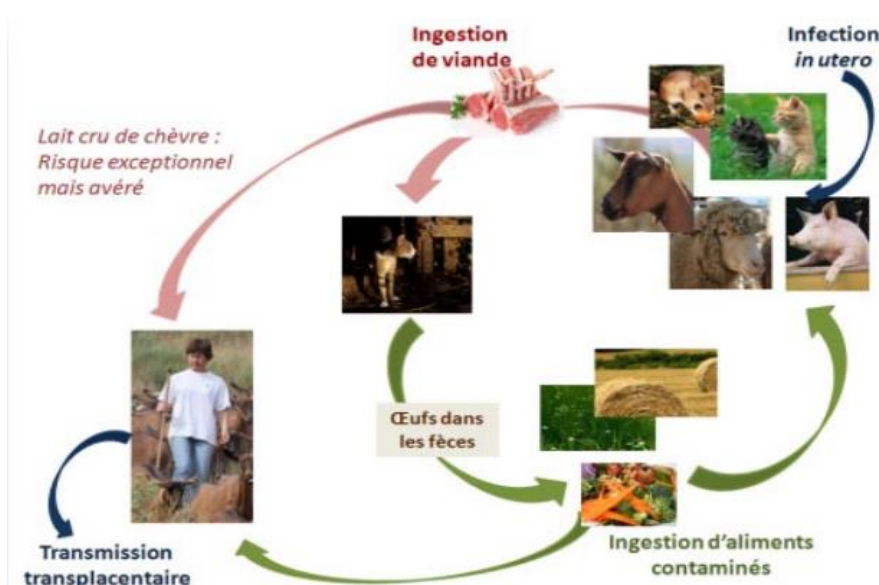 Ingestion
de viande
Infection
in utero
Lait cru de chèvre :
Risque exceptionnel
mais avéré
Œufs dans
les fèces
Ingestion d'aliments
contaminés
Transmission
transplacentaire